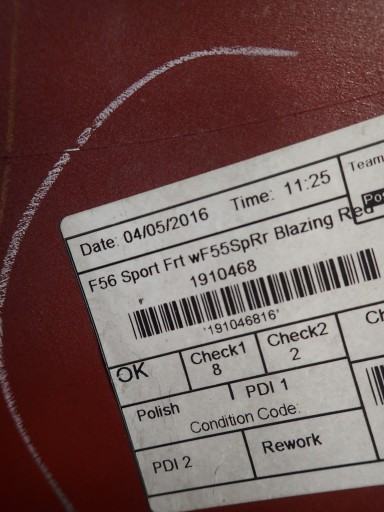 Date: 04/05/2016 Time: 11:25 Team
F56 Sport Frt wF55SpRr Blazing Red
1910468
*191046816*
OK Check1 8 Check2 2
Polish PDI 1
Condition Code:
PDI 2 Rework